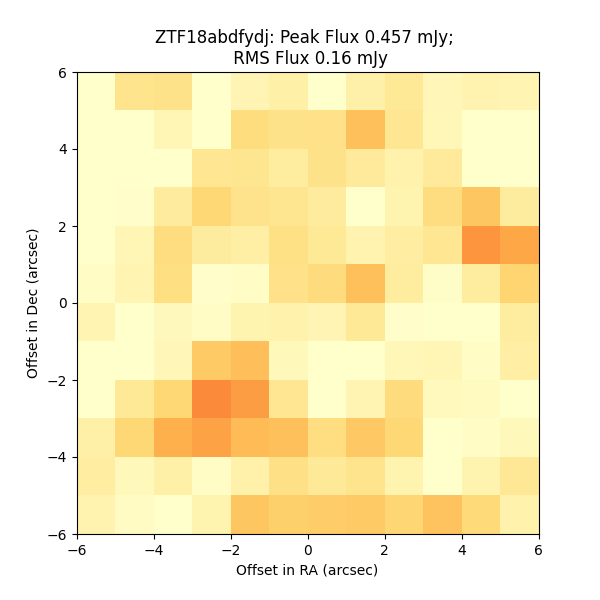 ZTF18abdfydj: Peak Flux 0.457 mJy;
RMS Flux 0.16 mJy
6
4
2
0
−2
−4
−6
Offset in Dec (arcsec)
−6 −4 −2 0 2 4 6
Offset in RA (arcsec)